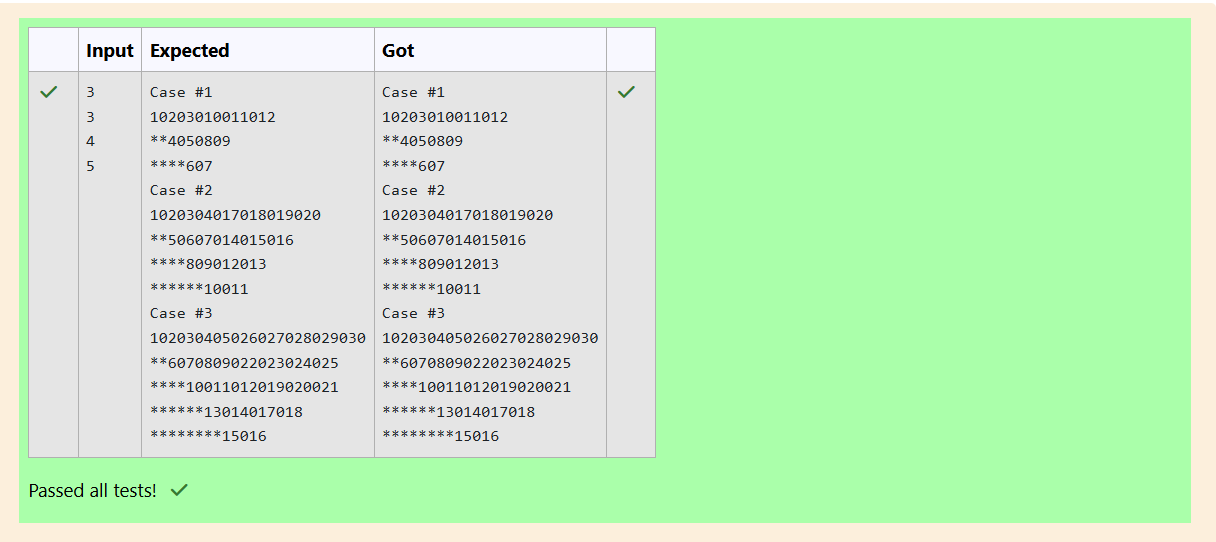 Input Expected Got
3 Case #1 Case #1
3 10203010011012 10203010011012
4 **4050809 **4050809
5 ****607 ****607
Case #2 Case #2
1020304017018019020 1020304017018019020
**50607014015016 **50607014015016
****809012013 ****809012013
******10011 ******10011
Case #3 Case #3
102030405026027028029030 102030405026027028029030
**6070809022023024025 **6070809022023024025
****10011012019020021 ****10011012019020021
******13014017018 ******13014017018
********15016 ********15016
Passed all tests!